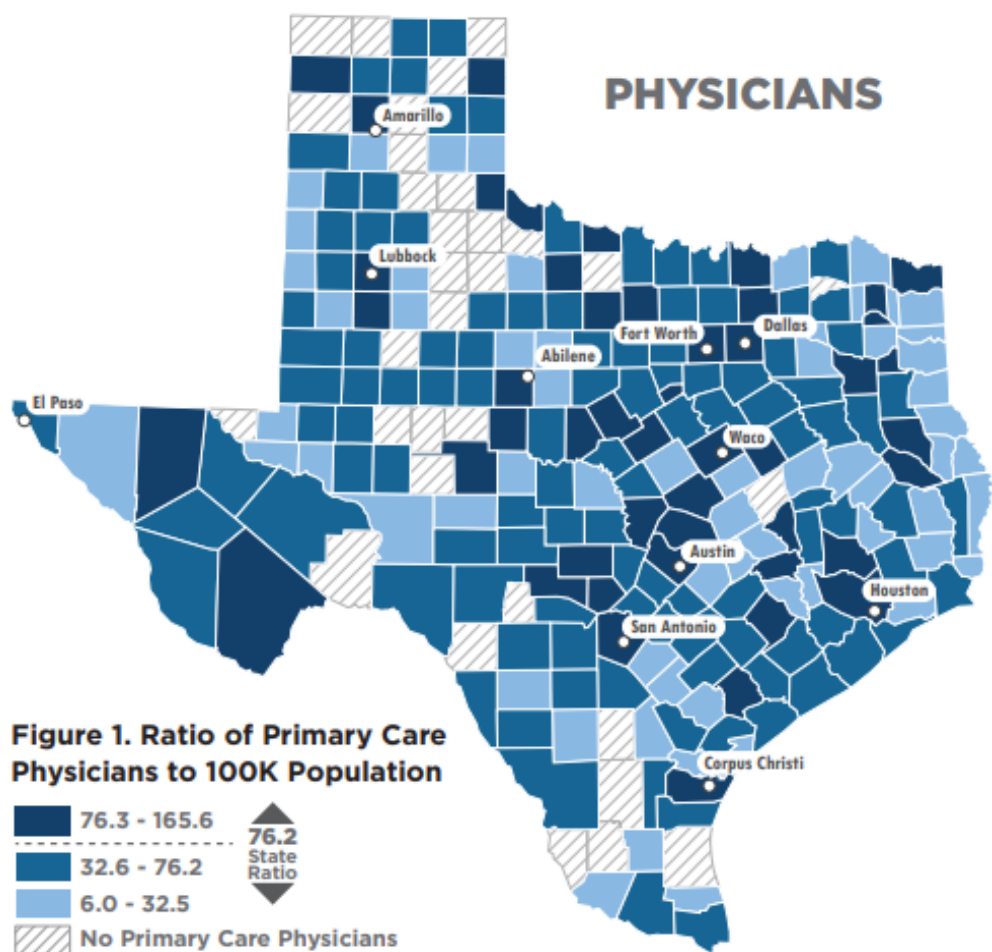 PHYSICIANS
Amarillo
Lubbock
Fort Worth
Dallas
Abilene
El Paso
Waco
Austin
Houston
San Antonio
Corpus Christi
Figure 1. Ratio of Primary Care
Physicians to 100K Population
76.3 - 165.6
76.2
State
Ratio
32.6 - 76.2
6.0 - 32.5
No Primary Care Physicians